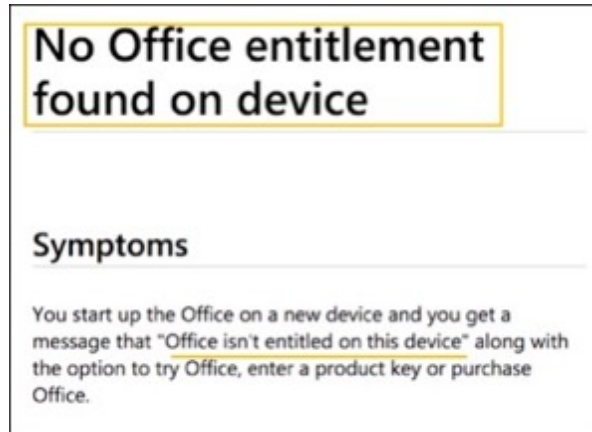 No Office entitlement
found on device
Symptoms
You start up the Office on a new device and you get a
message that "Office isn't entitled on this device" along with
the option to try Office, enter a product key or purchase
Office.